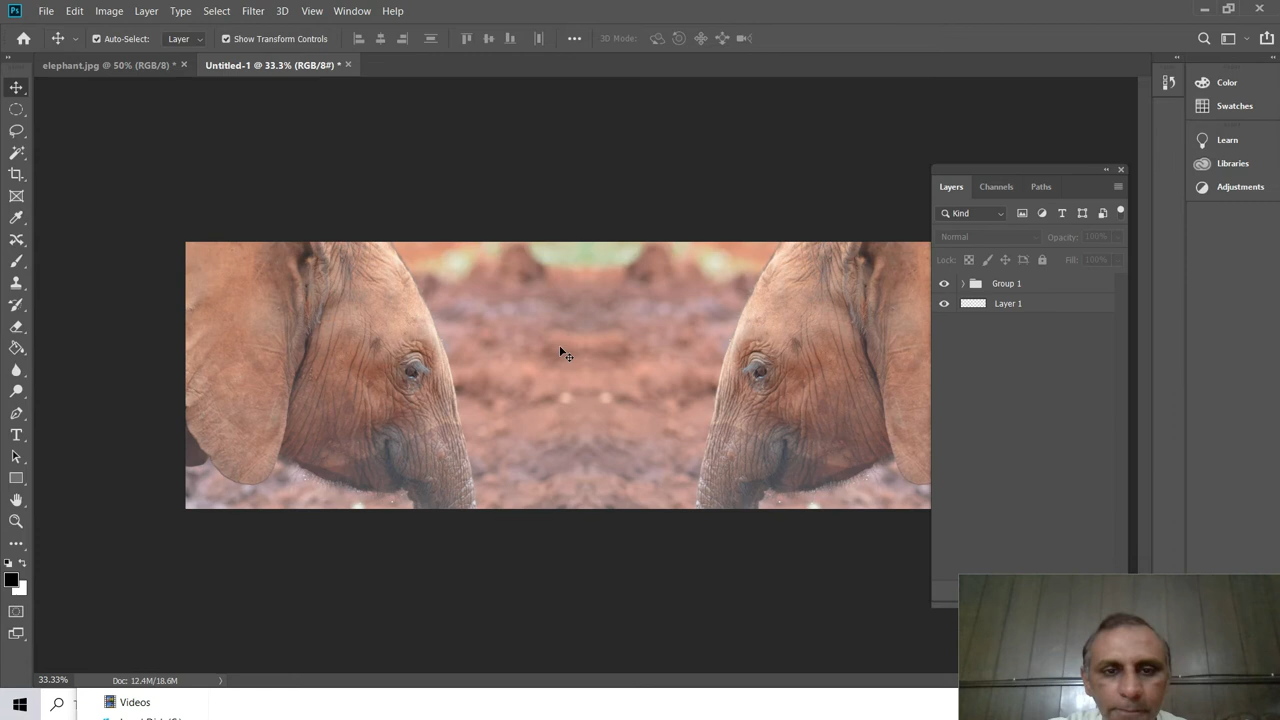 Ps File Edit Image Layer Type Select Filter 3D View Window Help
Auto-Select: Layer Show Transform Controls 3D Mode:
elephant.jpg @ 50% (RGB/8) * × Untitled-1 @ 33.3% (RGB/8#) * ×
Color
Swatches
Learn
Libraries
Adjustments
Layers Channels Paths
Kind
Normal Opacity: 100%
Lock: Fill: 100%
Group 1
Layer 1
33.33% Doc: 12.4M/18.6M
Videos